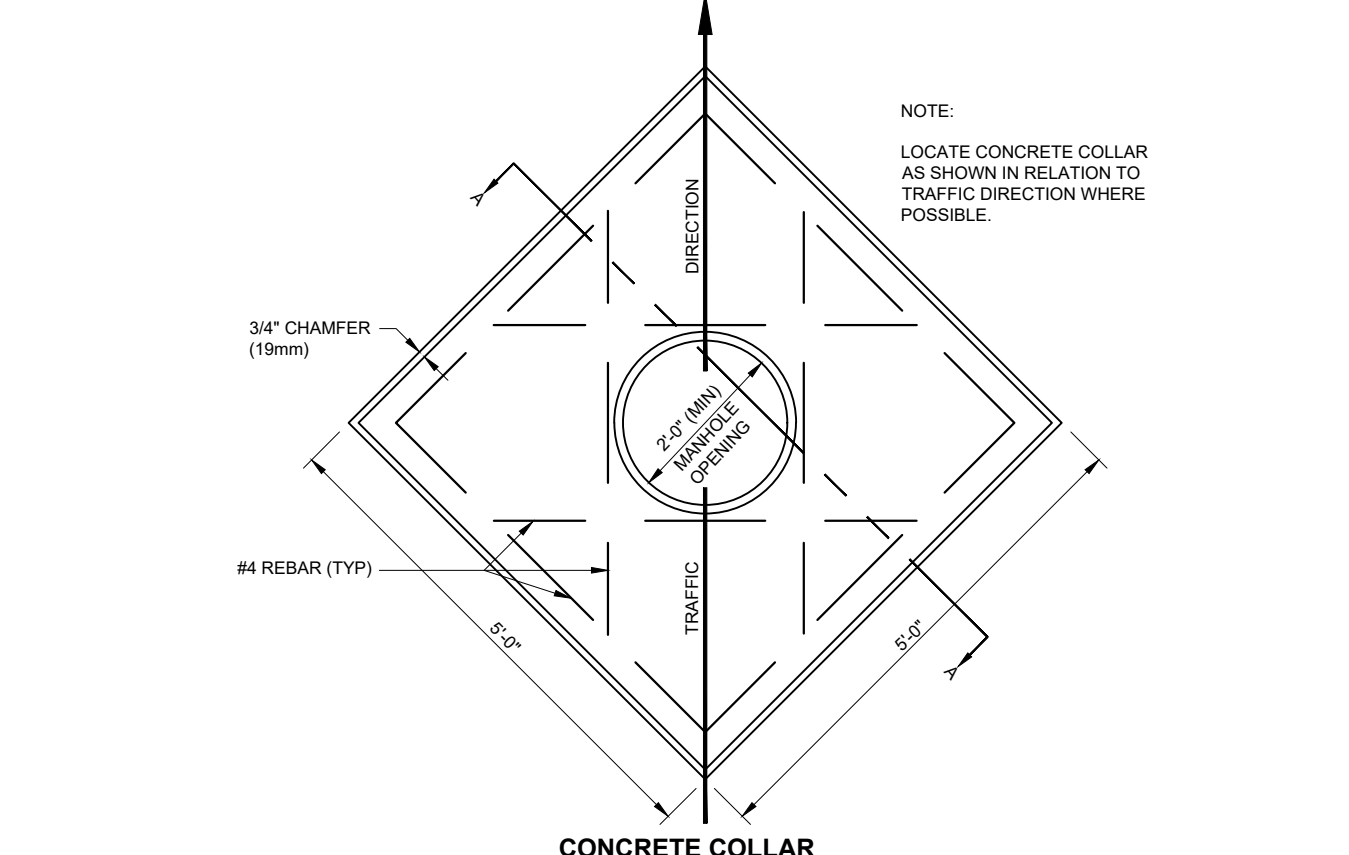 NOTE:
LOCATE CONCRETE COLLAR
AS SHOWN IN RELATION TO
TRAFFIC DIRECTION WHERE
POSSIBLE.
A
DIRECTION
3/4" CHAMFER
(19mm)
2'-0" (MIN)
MANHOLE
OPENING
#4 REBAR (TYP)
TRAFFIC
5'-0"
5'-0"
A
CONCRETE COLLAR